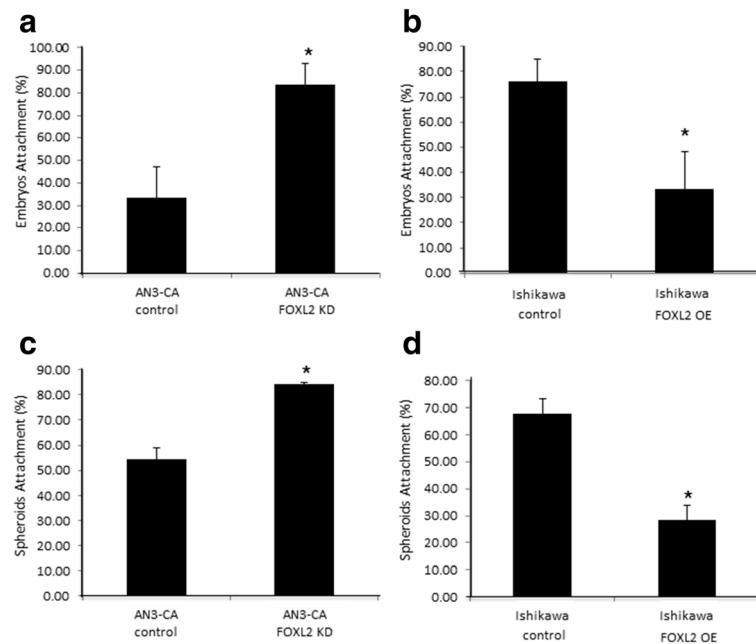 a
Embryos Attachment (%)
100.00
90.00
80.00
70.00
60.00
50.00
40.00
30.00
20.00
10.00
0.00
*
AN3-CA
control
AN3-CA
FOXL2 KD
b
Embryos Attachment (%)
90.00
80.00
70.00
60.00
50.00
40.00
30.00
20.00
10.00
0.00
*
Ishikawa
control
Ishikawa
FOXL2 OE
c
Spheroids Attachment (%)
90.00
80.00
70.00
60.00
50.00
40.00
30.00
20.00
10.00
0.00
*
AN3-CA
control
AN3-CA
FOXL2 KD
d
Spheroids Attachment (%)
80.00
70.00
60.00
50.00
40.00
30.00
20.00
10.00
0.00
*
Ishikawa
control
Ishikawa
FOXL2 OE